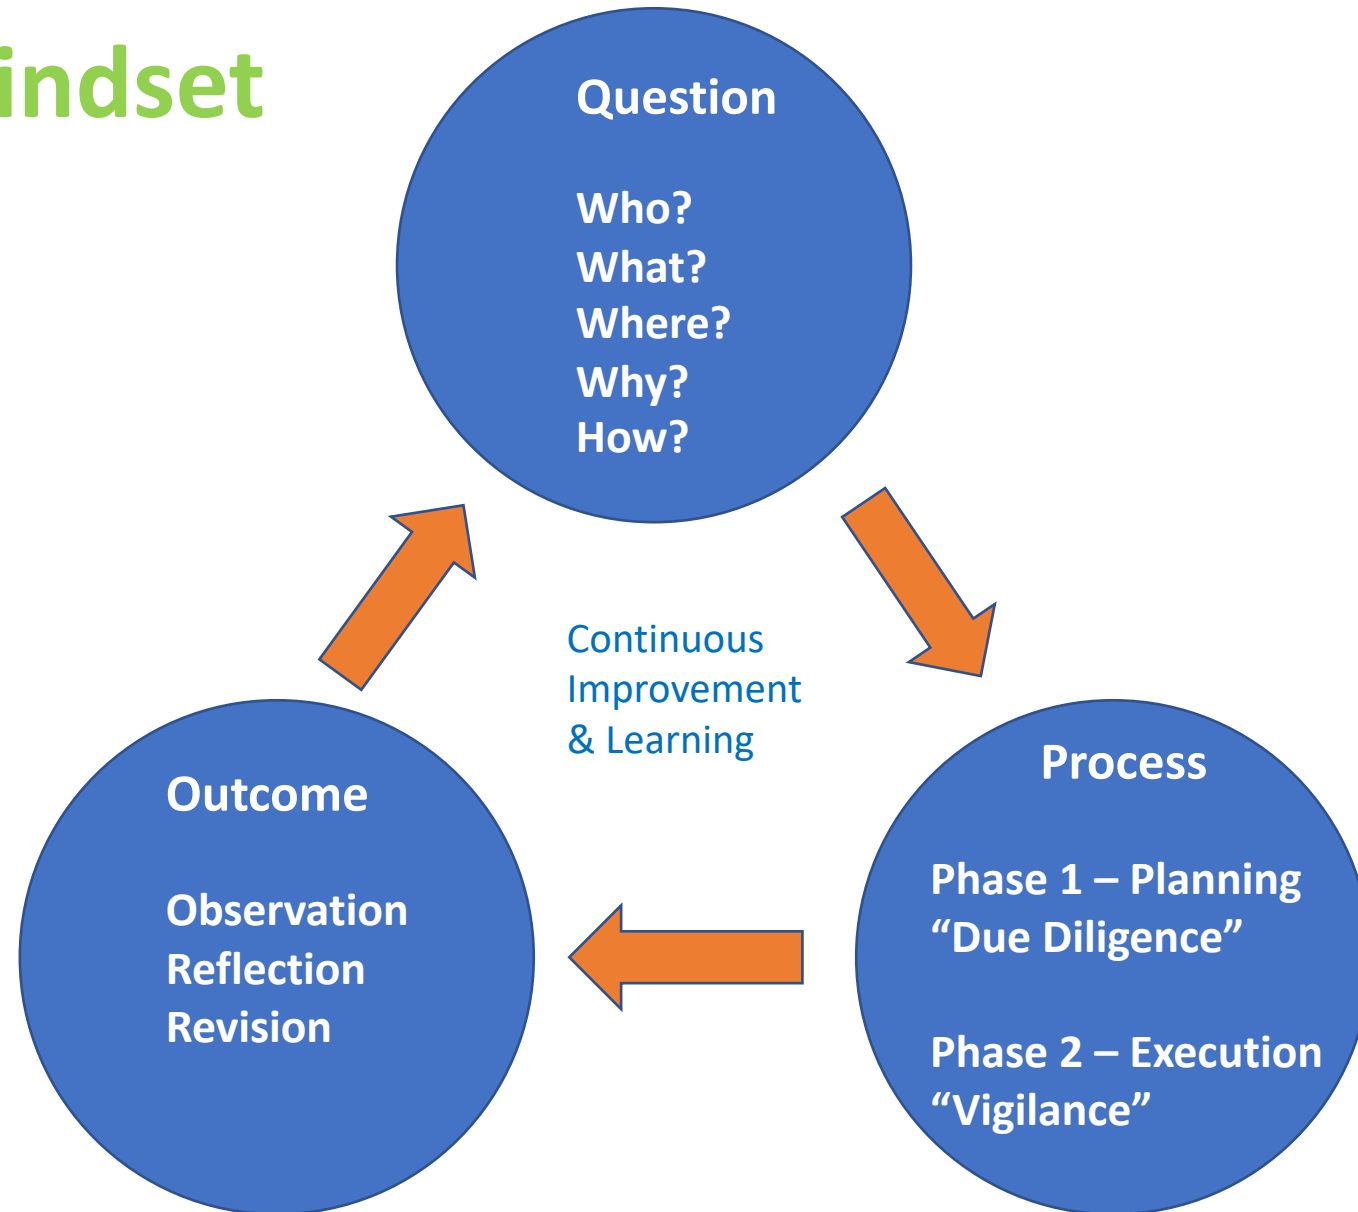 indset
Question
Who?
What?
Where?
Why?
How?
Continuous
Improvement
& Learning
Process
Phase 1 – Planning
“Due Diligence”
Phase 2 – Execution
“Vigilance”
Outcome
Observation
Reflection
Revision